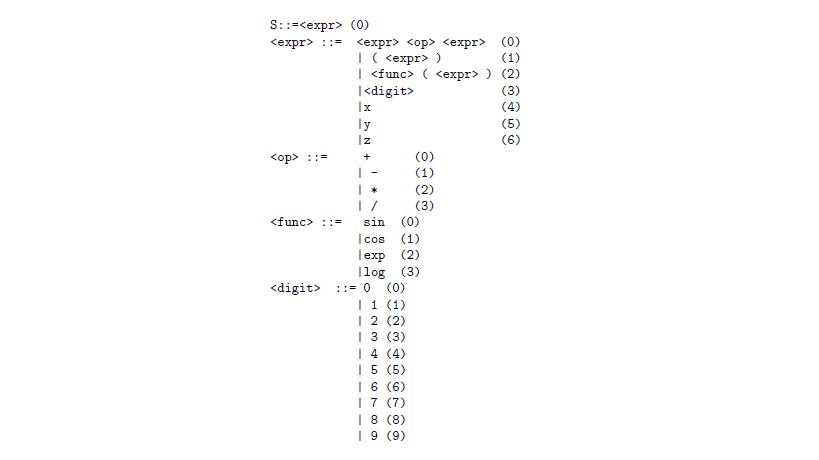 S::=<expr> (0)
<expr> ::= <expr> <op> <expr> (0)
| ( <expr> ) (1)
| <func> ( <expr> ) (2)
|<digit> (3)
|x (4)
|y (5)
|z (6)
<op> ::= + (0)
| - (1)
| * (2)
| / (3)
<func> ::= sin (0)
|cos (1)
|exp (2)
|log (3)
<digit> ::= 0 (0)
| 1 (1)
| 2 (2)
| 3 (3)
| 4 (4)
| 5 (5)
| 6 (6)
| 7 (7)
| 8 (8)
| 9 (9)